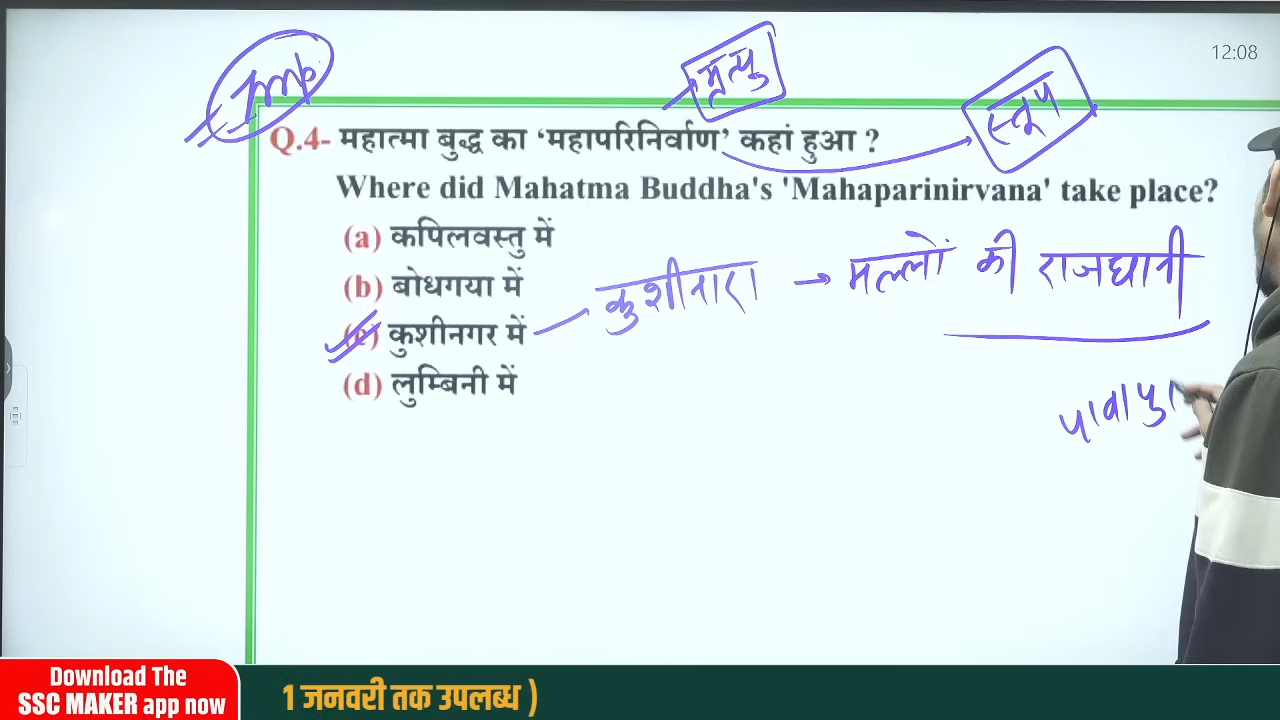 12:08
Imp
मृत्यु
स्तूप
Q.4- महात्मा बुद्ध का ‘महापरिनिर्वाण’ कहां हुआ ?
Where did Mahatma Buddha's 'Mahaparinirvana' take place?
(a) कपिलवस्तु में
(b) बोधगया में
(c) कुशीनगर में
कुशीनारा → मल्लों की राजधानी
(d) लुम्बिनी में
पावापु
Download The
SSC MAKER app now
1 जनवरी तक उपलब्ध )